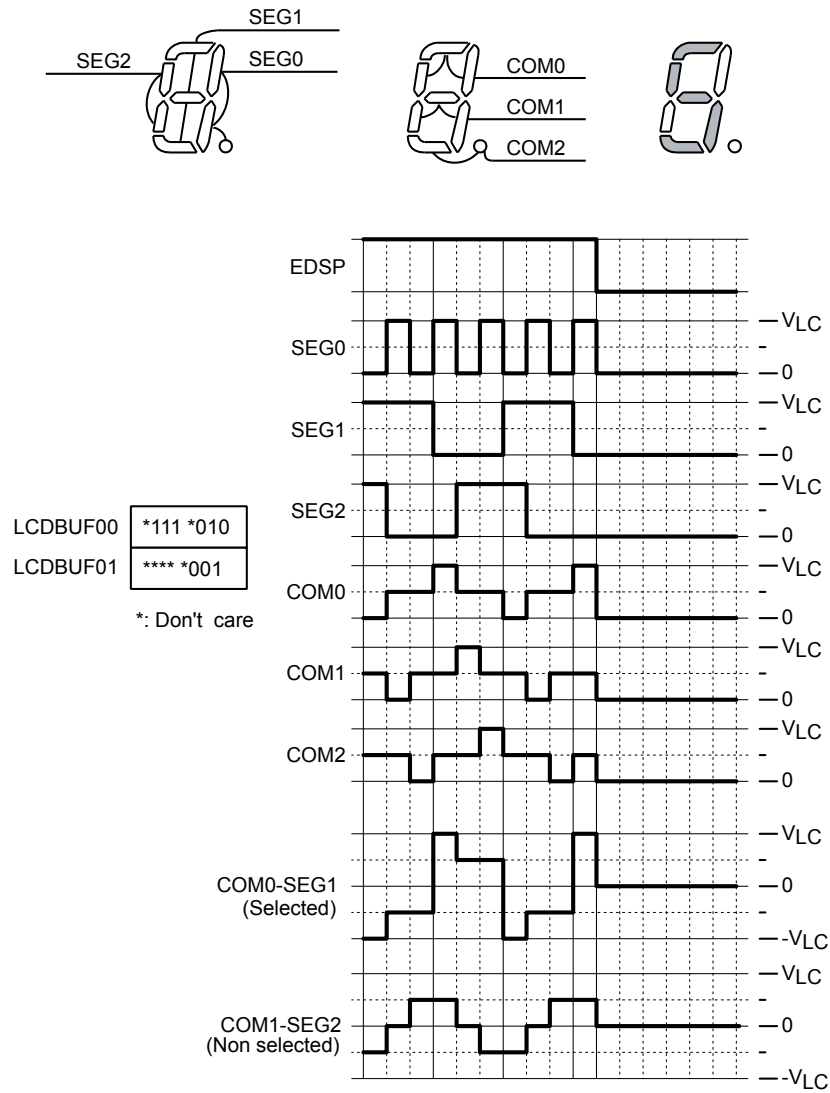 SEG1
SEG2 SEG0
COM0
COM1
COM2
EDSP
VLC
SEG0
0
VLC
SEG1
0
VLC
SEG2
0
LCDBUF00 *111 *010
LCDBUF01 **** *001
*: Don't care
VLC
COM0
0
VLC
COM1
0
VLC
COM2
0
VLC
COM0-SEG1 0
(Selected)
-VLC
VLC
COM1-SEG2 0
(Non selected)
-VLC